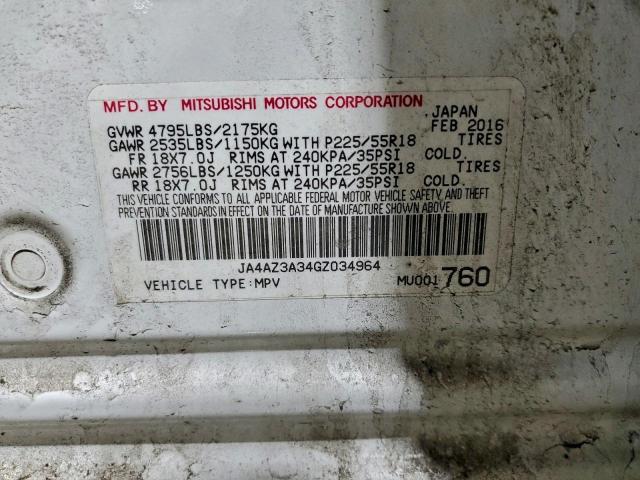 MFD. BY MITSUBISHI MOTORS CORPORATION JAPAN
GVWR 4795LBS/2175KG FEB 2016
GAWR 2535LBS/1150KG WITH P225/55R18 TIRES
FR 18X7.0J RIMS AT 240KPA/35PSI COLD.
GAWR 2756LBS/1250KG WITH P225/55R18 TIRES
RR 18X7.0J RIMS AT 240KPA/35PSI COLD.
THIS VEHICLE CONFORMS TO ALL APPLICABLE FEDERAL MOTOR VEHICLE SAFETY, AND THEFT
PREVENTION STANDARDS IN EFFECT ON THE DATE OF MANUFACTURE SHOWN ABOVE.
JA4AZ3A34GZ034964
VEHICLE TYPE:MPV MU001760